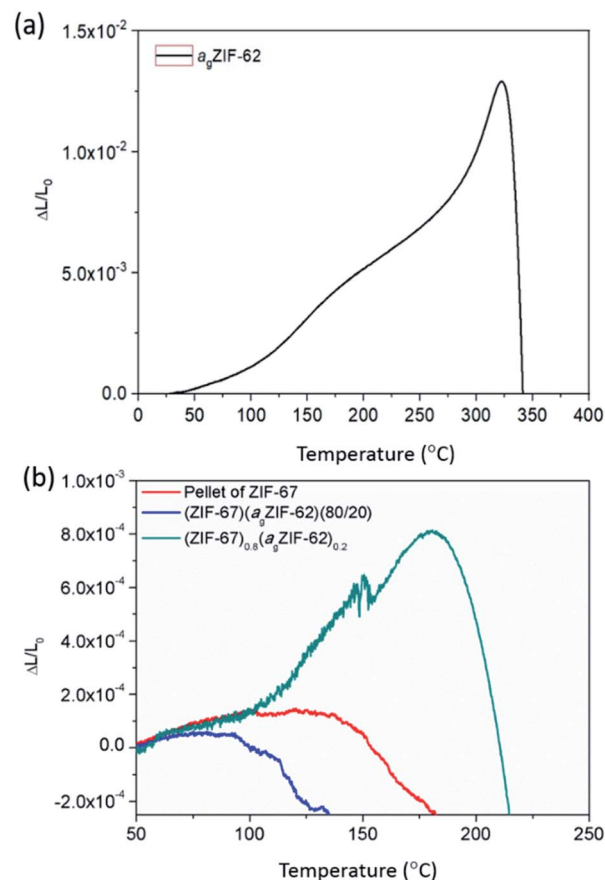 (a)
1.5x10⁻²
1.0x10⁻²
5.0x10⁻³
0.0
ΔL/L₀
a_gZIF-62
0 50 100 150 200 250 300 350 400
Temperature (°C)
(b)
1.0x10⁻³
8.0x10⁻⁴
6.0x10⁻⁴
4.0x10⁻⁴
2.0x10⁻⁴
0.0
-2.0x10⁻⁴
ΔL/L₀
Pellet of ZIF-67
(ZIF-67)(a_gZIF-62)(80/20)
(ZIF-67)₀.₈(a_gZIF-62)₀.₂
50 100 150 200 250
Temperature (°C)